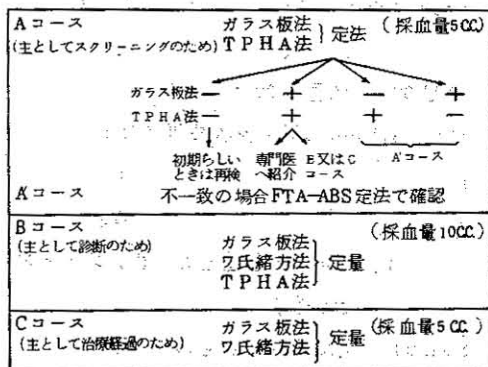 Aコース ガラス板法 定法 (採血量5CC.)
(主としてスクリーニングのため) TPHA法
ガラス板法 − + − +
TPHA法 − + + −
初期らしい 専門医 B又はC A'コース
ときは再検 へ紹介 コース
A'コース 不一致の場合FTA-ABS定法で確認
Bコース ガラス板法 (採血量10CC.)
(主として診断のため) ワ氏緒方法 定量
TPHA法
Cコース ガラス板法 定量 (採血量5CC.)
(主として治療経過のため) ワ氏緒方法